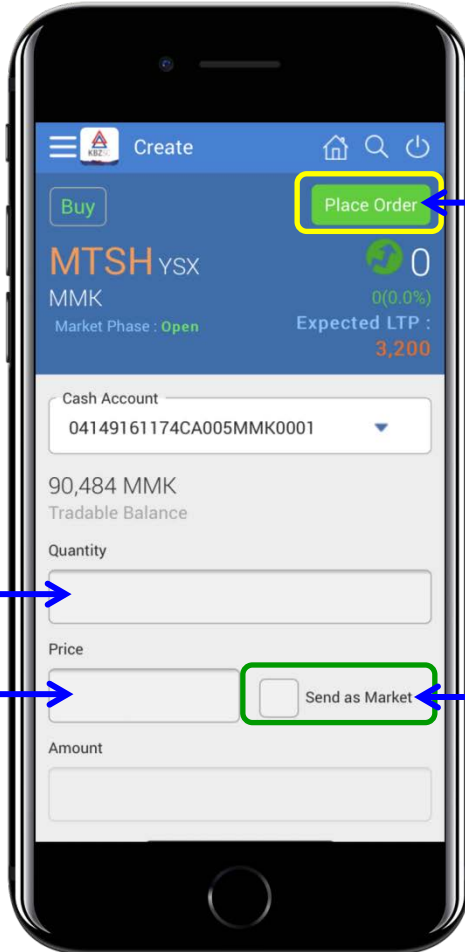 KBZSC Create
Buy Place Order
MTSH YSX 0
MMK 0(0.0%)
Market Phase : Open Expected LTP :
3,200
Cash Account
04149161174CA005MMK0001
90,484 MMK
Tradable Balance
Quantity
Price
Send as Market
Amount